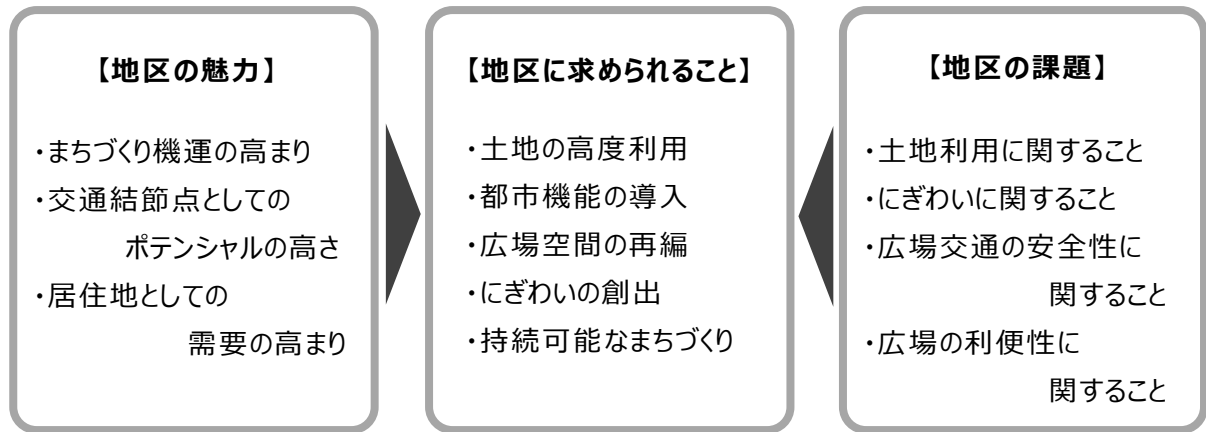 【地区の魅力】
・まちづくり機運の高まり
・交通結節点としての
ポテンシャルの高さ
・居住地としての
需要の高まり
【地区に求められること】
・土地の高度利用
・都市機能の導入
・広場空間の再編
・にぎわいの創出
・持続可能なまちづくり
【地区の課題】
・土地利用に関すること
・にぎわいに関すること
・広場交通の安全性に
関すること
・広場の利便性に
関すること